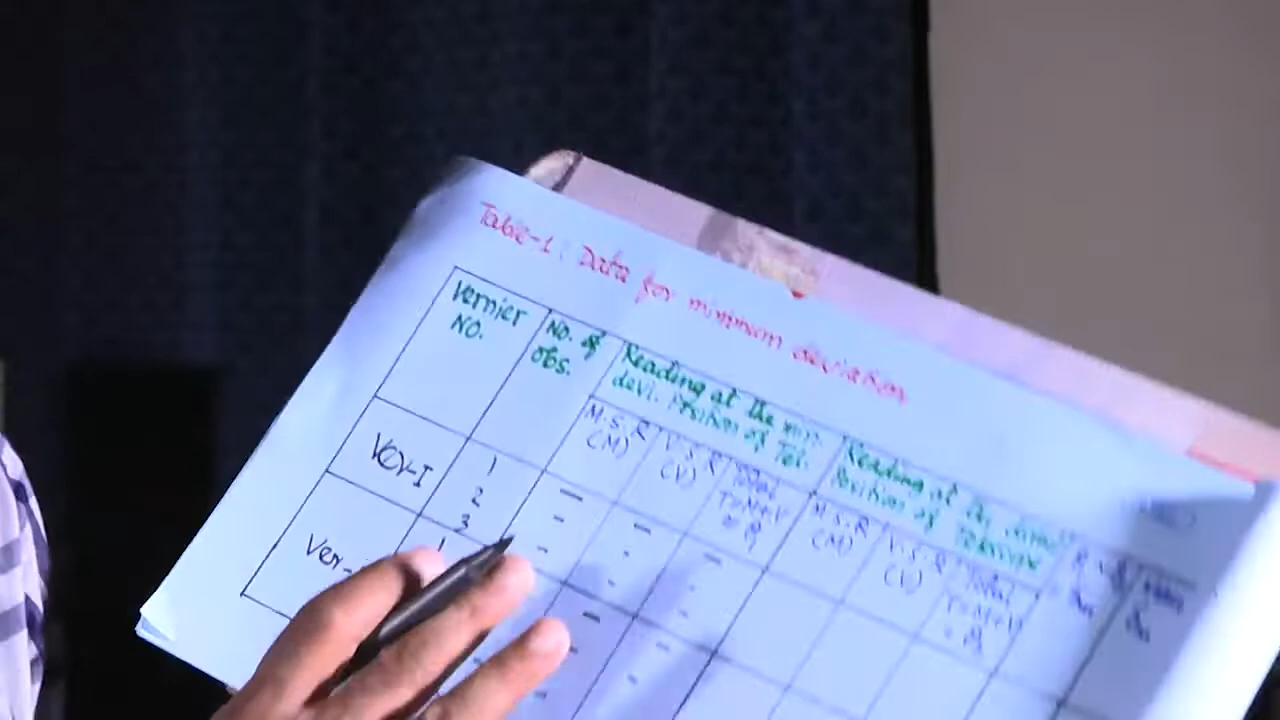 Table-1: Data for minimum deviation
Vernier
No.
No. of
obs.
Reading at the min.
devi. Position of Tel.
Reading at the
Position of Telescope
M.S.R
(M)
V.S.R
(V)
Total
T=M+V
M.S.R
(M)
V.S.R
(V)
Total
T=M+V
Ver-I
1
2
3
Ver-
1